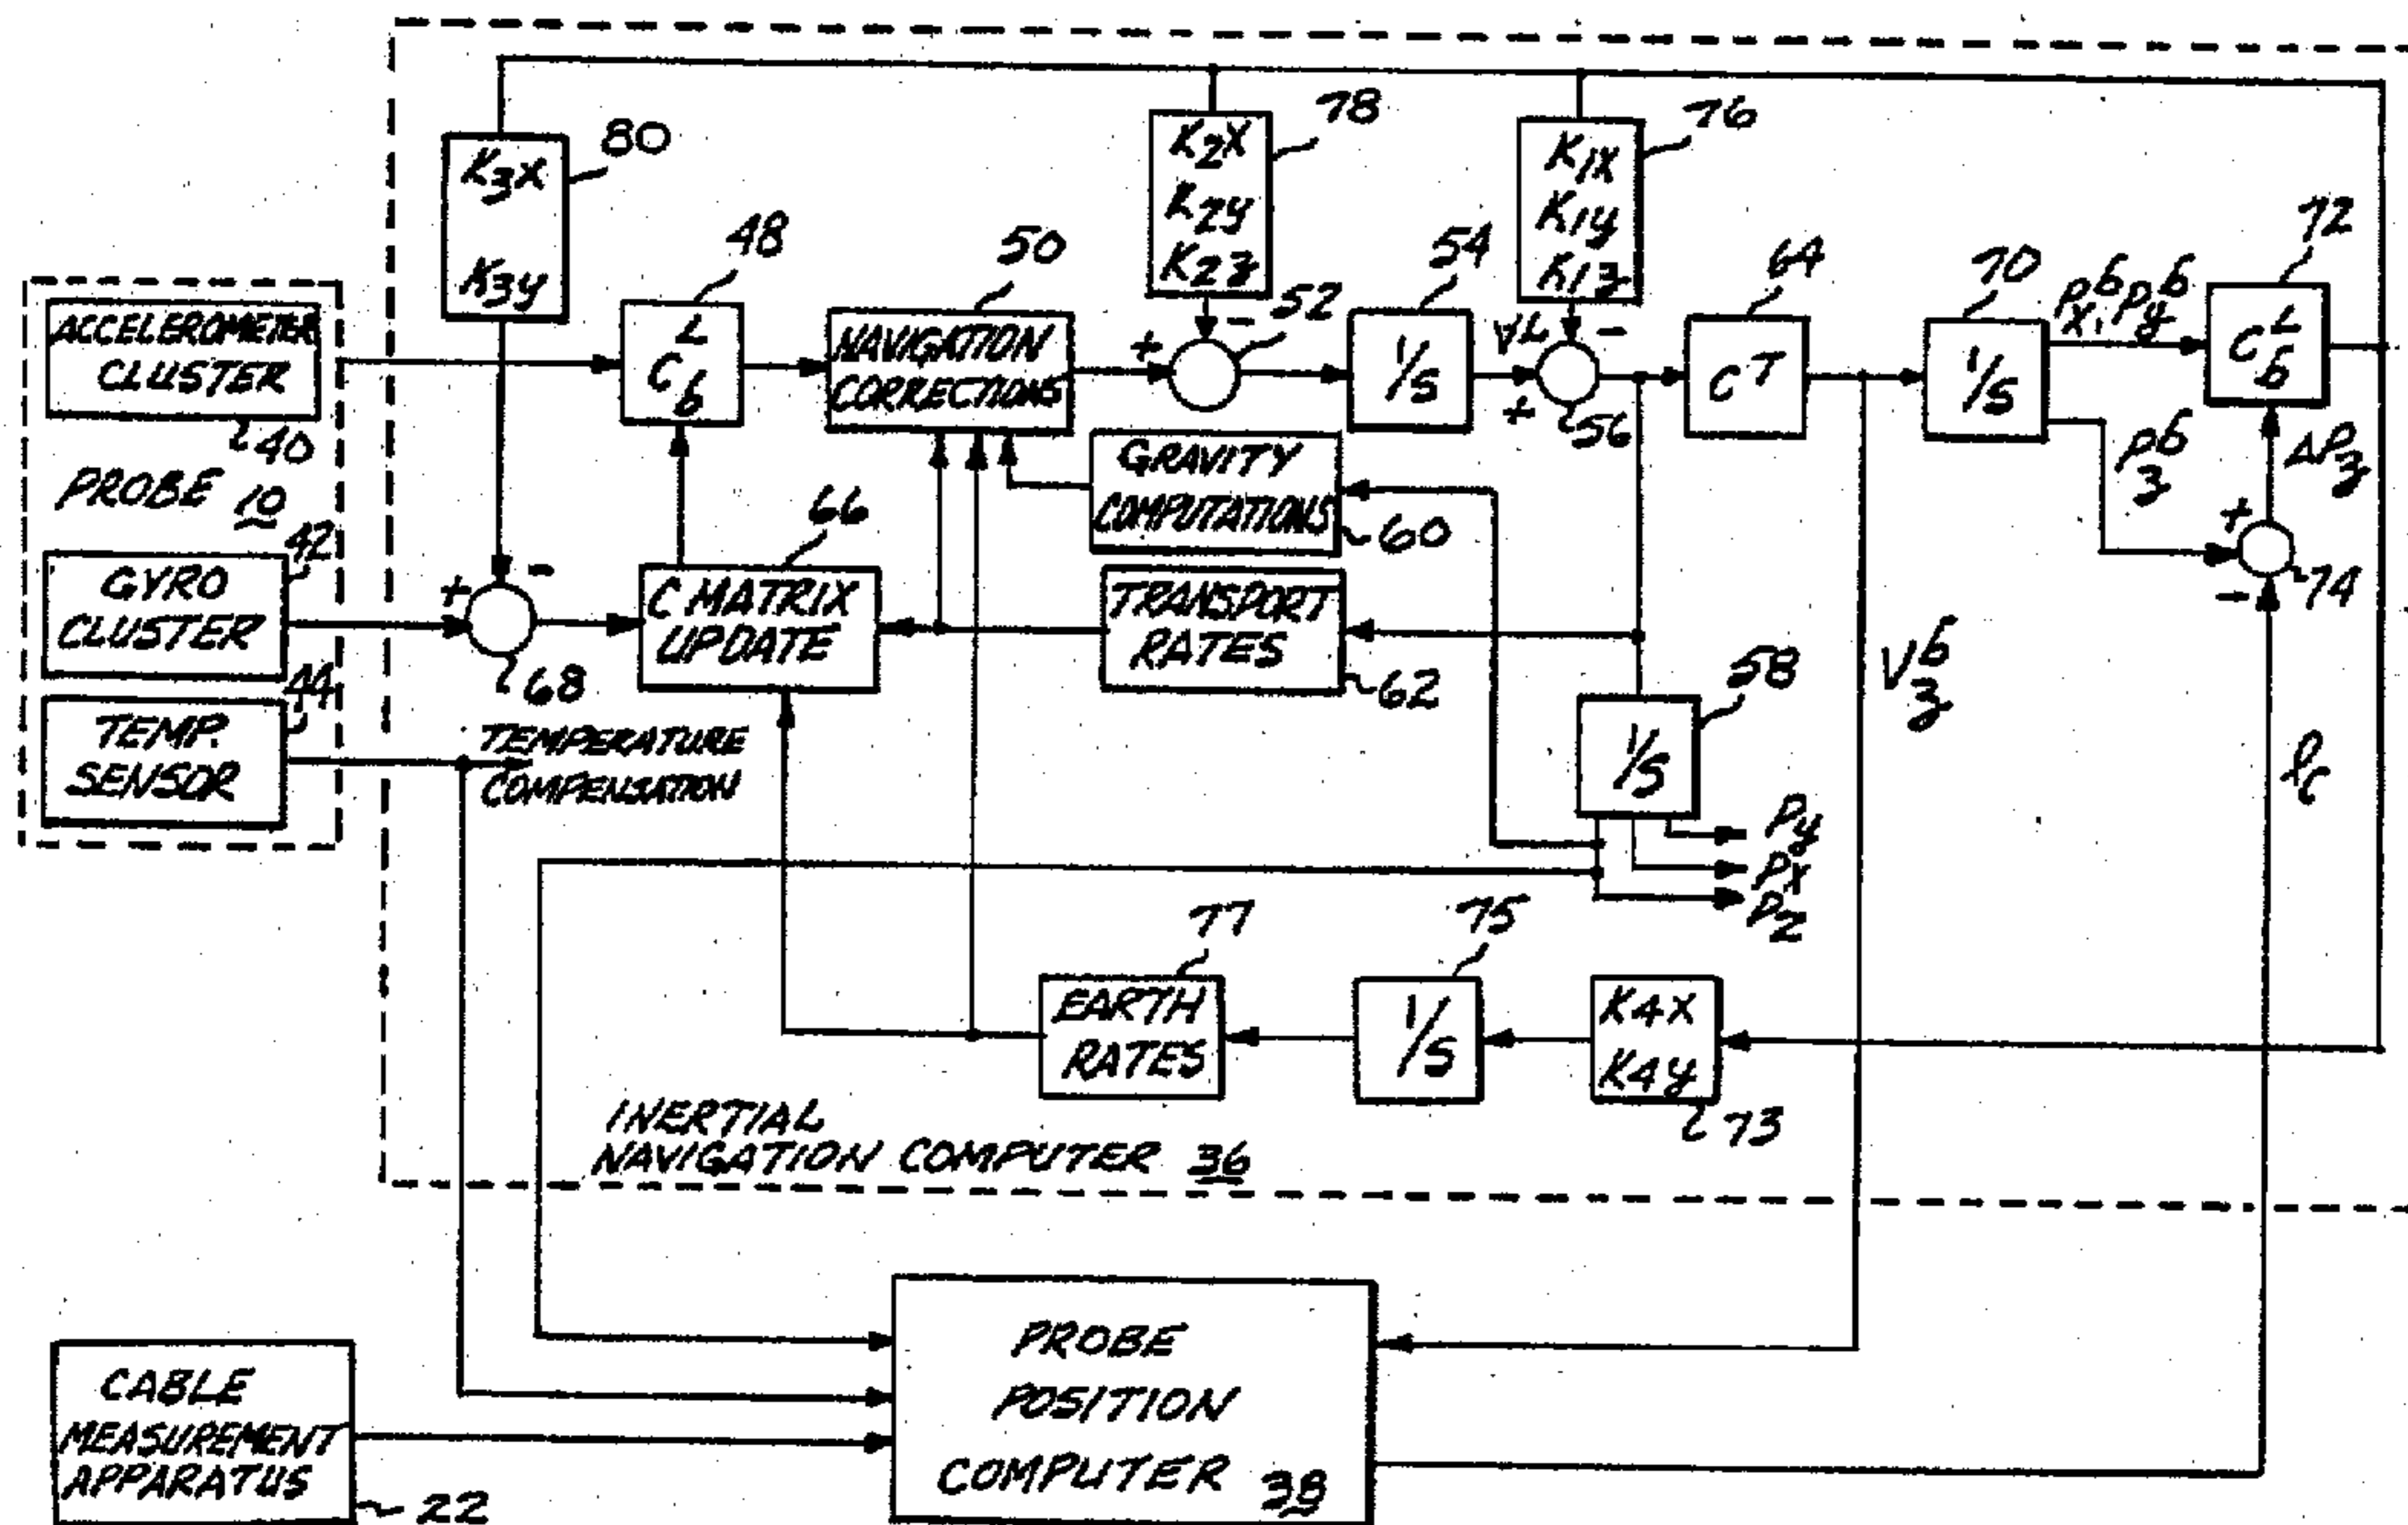 K3X
K3y
80
K2X
K2y
K2z
78
K1X
K1y
K1z
76
ACCELEROMETER
CLUSTER
40
PROBE 10
GYRO
CLUSTER
42
TEMP.
SENSOR
44
C L b
48
NAVIGATION
CORRECTIONS
50
+
-
52
1/S
54
VL
+
-
56
C T
64
1/S
70
Px b, Py b
P b z
C L b
72
ΔPz
+
-
74
GRAVITY
COMPUTATIONS
60
+
-
68
C MATRIX
UPDATE
66
TRANSPORT
RATES
62
V b z
TEMPERATURE
COMPENSATION
1/S
58
Py
Px
Pz
EARTH
RATES
77
1/S
75
K4X
K4y
73
INERTIAL
NAVIGATION COMPUTER 36
CABLE
MEASUREMENT
APPARATUS
22
PROBE
POSITION
COMPUTER 38